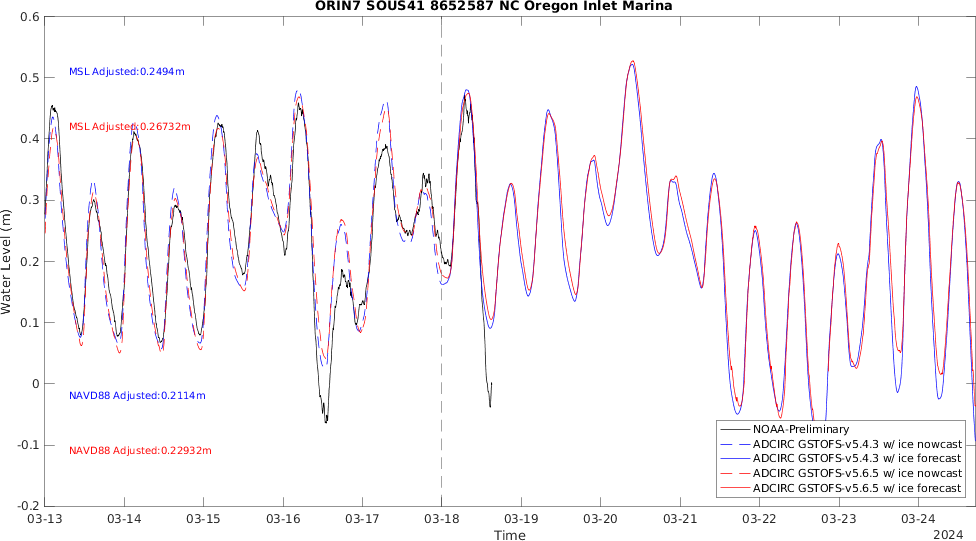 ORIN7 SOUS41 8652587 NC Oregon Inlet Marina
0.6
0.5
0.4
0.3
0.2
0.1
0
-0.1
-0.2
Water Level (m)
MSL Adjusted:0.2494m
MSL Adjusted:0.26732m
NAVD88 Adjusted:0.2114m
NAVD88 Adjusted:0.22932m
NOAA-Preliminary
ADCIRC GSTOFS-v5.4.3 w/ ice nowcast
ADCIRC GSTOFS-v5.4.3 w/ ice forecast
ADCIRC GSTOFS-v5.6.5 w/ ice nowcast
ADCIRC GSTOFS-v5.6.5 w/ ice forecast
03-13 03-14 03-15 03-16 03-17 03-18 03-19 03-20 03-21 03-22 03-23 03-24
Time
2024